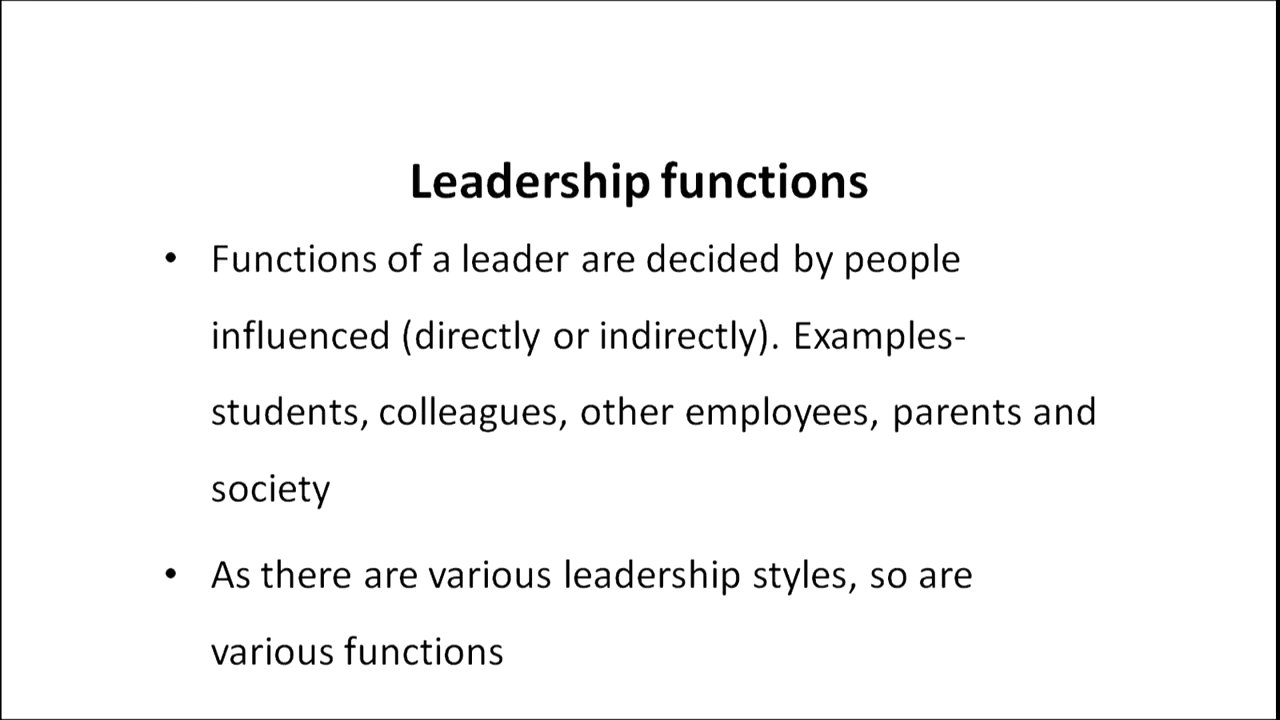 Leadership functions
• Functions of a leader are decided by people
influenced (directly or indirectly). Examples-
students, colleagues, other employees, parents and
society
• As there are various leadership styles, so are
various functions